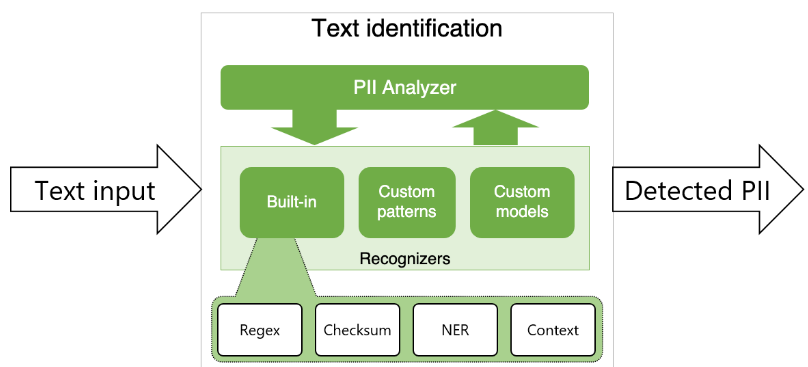 Text identification
PII Analyzer
Text input
Built-in
Custom
patterns
Custom
models
Recognizers
Detected PII
Regex
Checksum
NER
Context